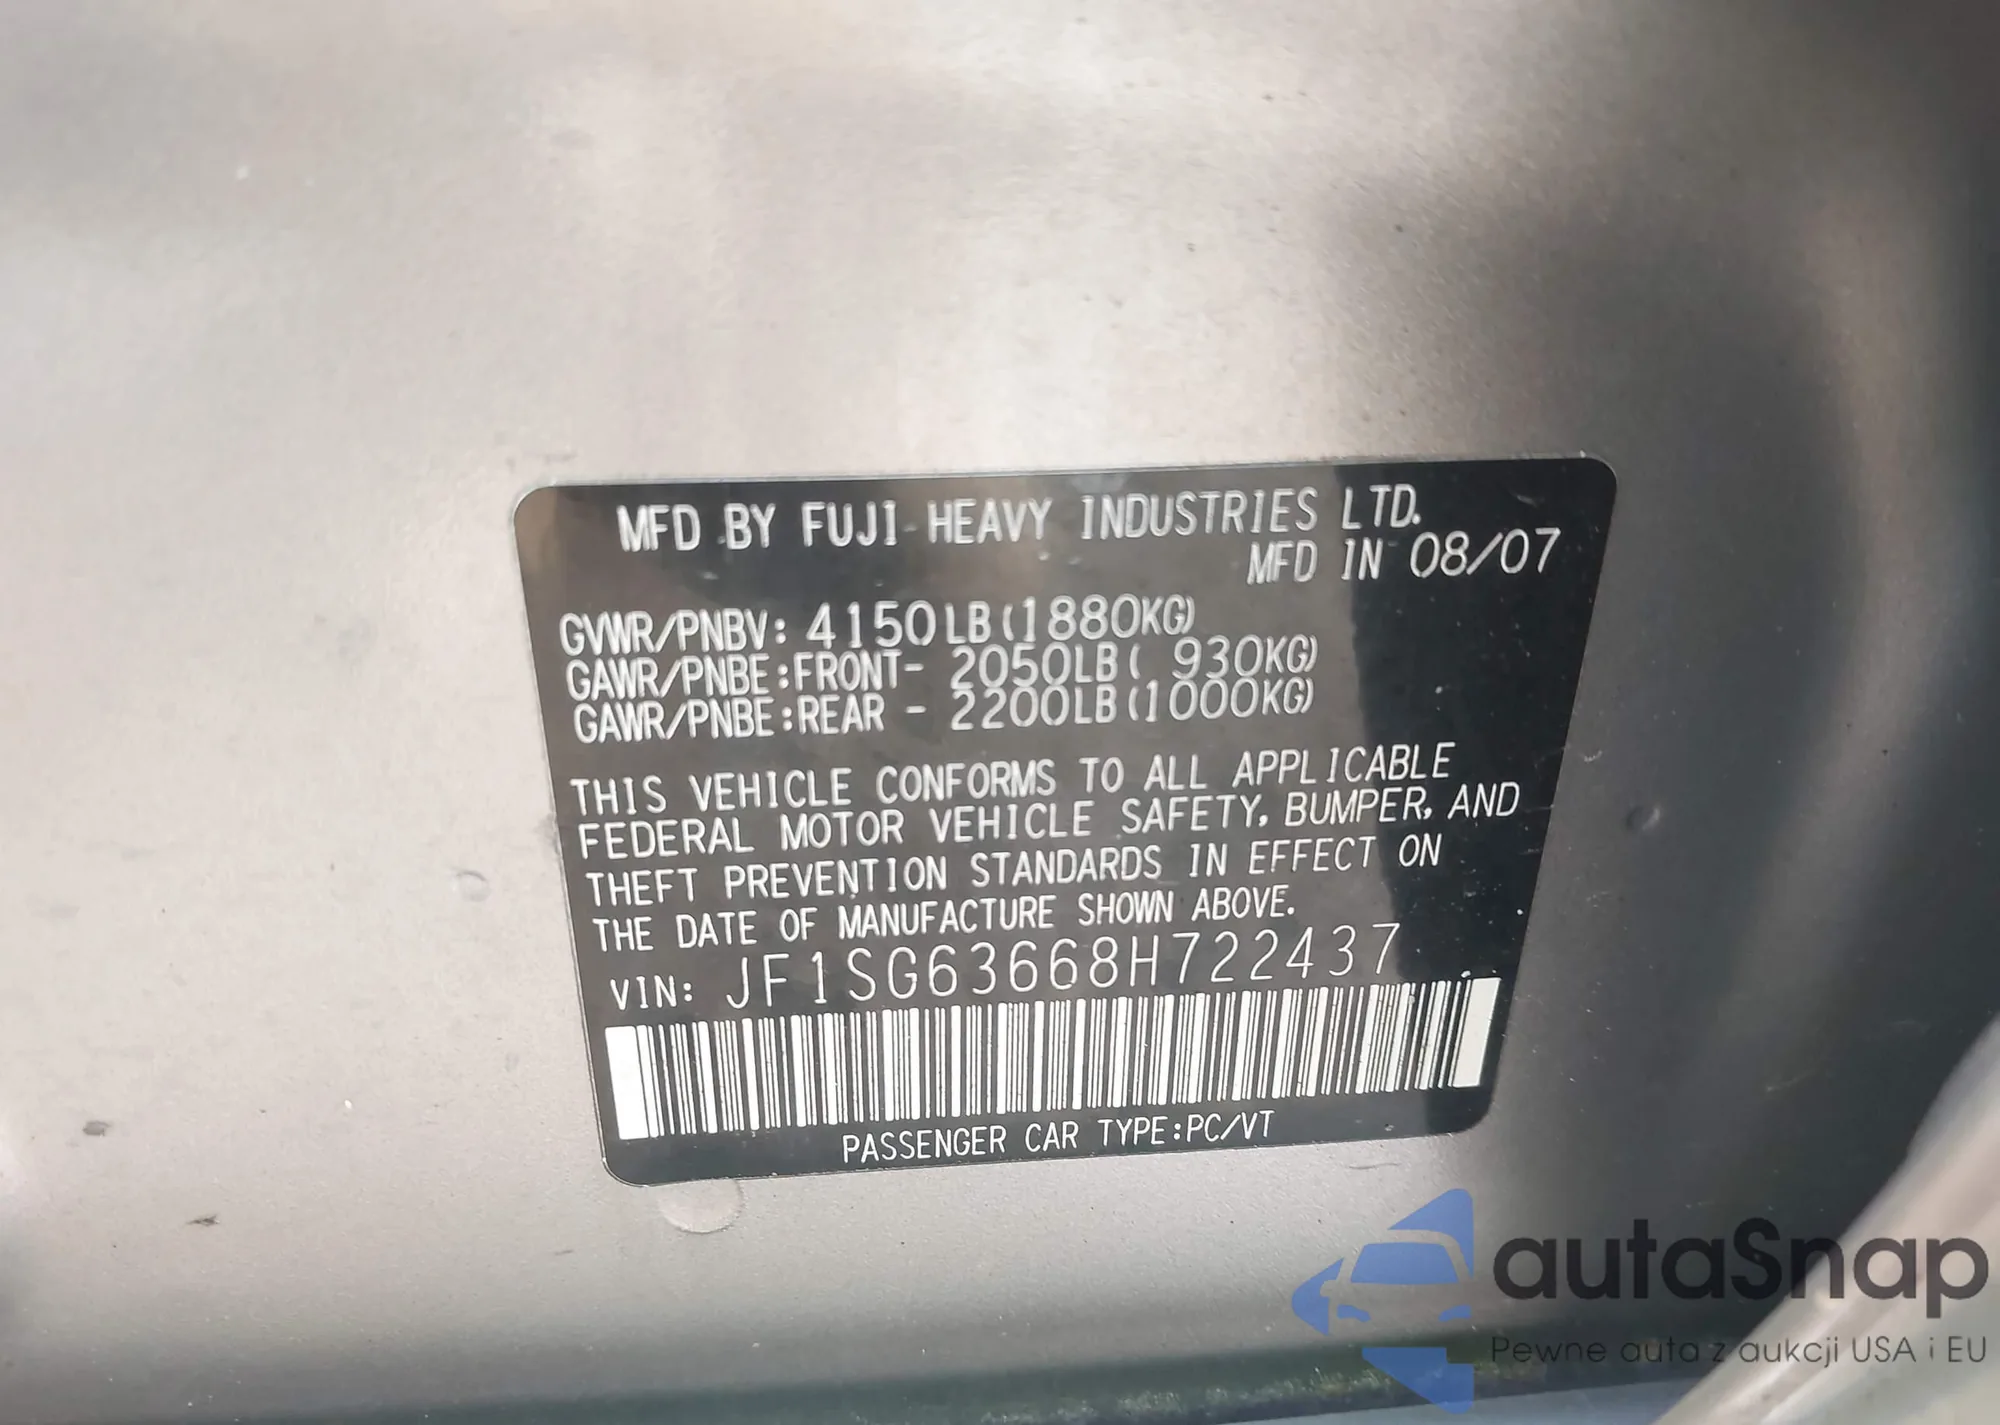 MFD BY FUJI HEAVY INDUSTRIES LTD.
MFD IN 08/07
GVWR/PNBV: 4150LB(1880KG)
GAWR/PNBE:FRONT- 2050LB( 930KG)
GAWR/PNBE:REAR - 2200LB(1000KG)
THIS VEHICLE CONFORMS TO ALL APPLICABLE
FEDERAL MOTOR VEHICLE SAFETY, BUMPER, AND
THEFT PREVENTION STANDARDS IN EFFECT ON
THE DATE OF MANUFACTURE SHOWN ABOVE.
VIN: JF1SG63668H722437
PASSENGER CAR TYPE:PC/VT
autaSnap
Pewne auta z aukcji USA i EU